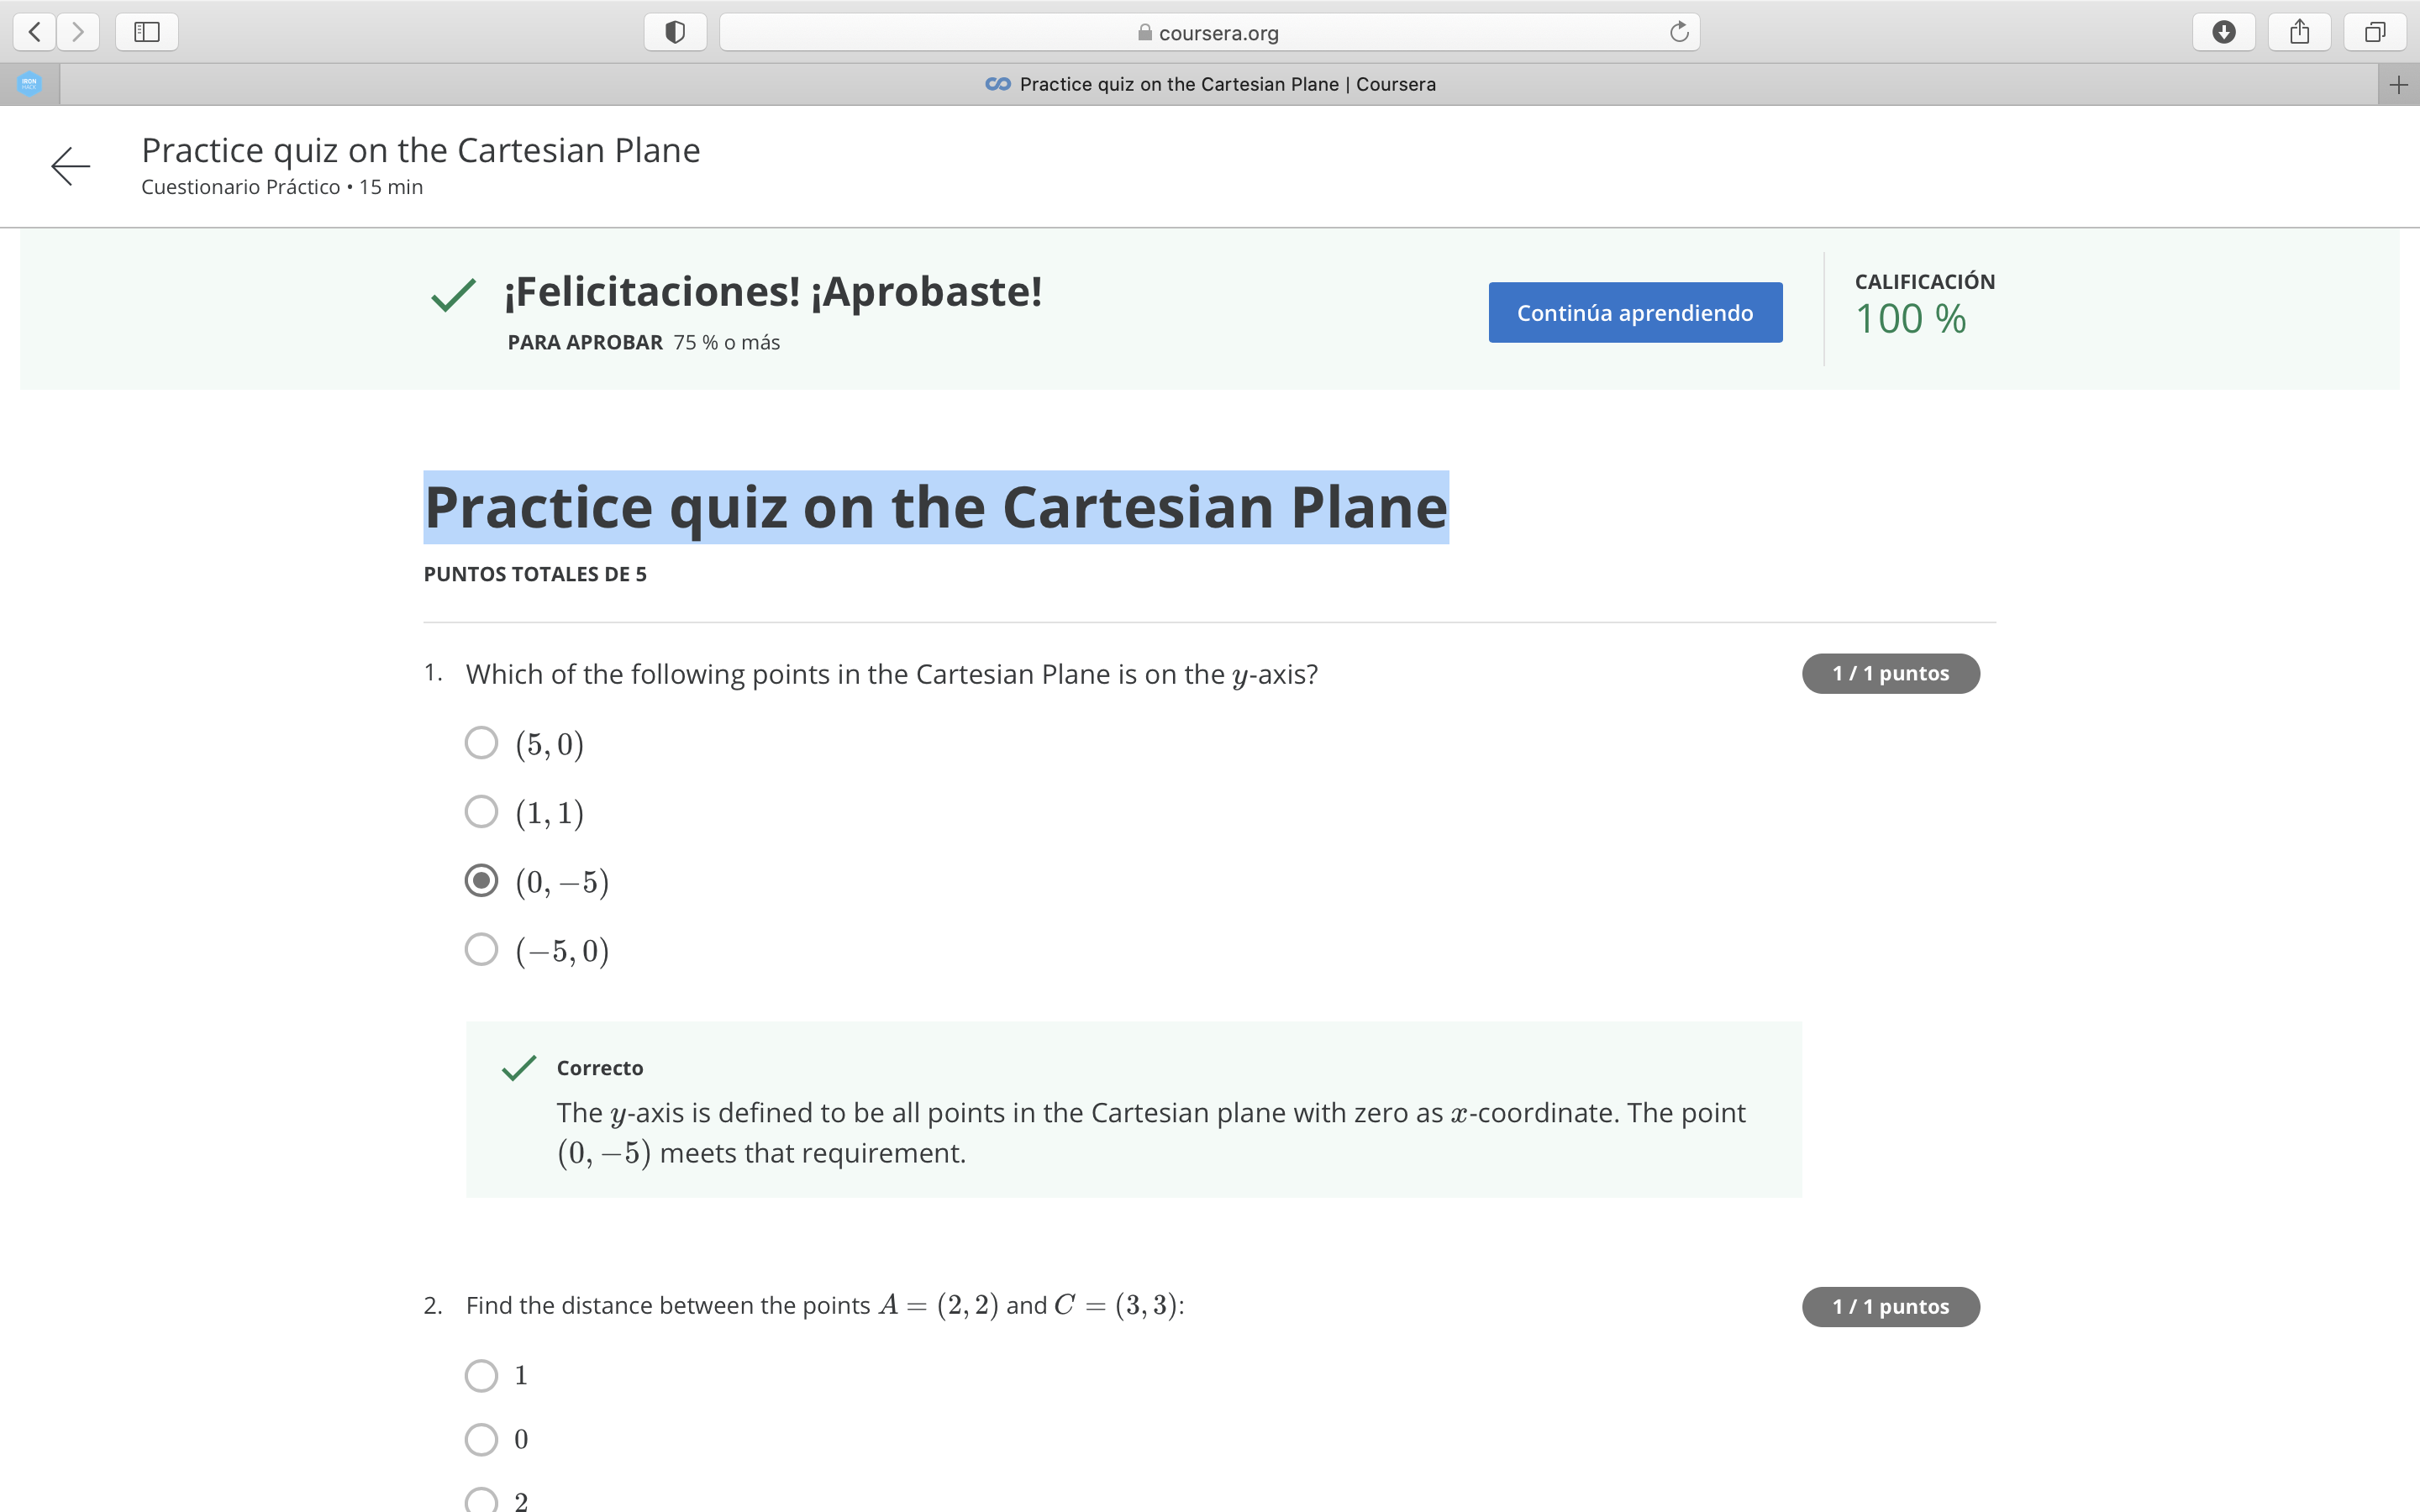 coursera.org
IRON
HACK
Practice quiz on the Cartesian Plane | Coursera
Practice quiz on the Cartesian Plane
Cuestionario Práctico • 15 min
¡Felicitaciones! ¡Aprobaste!
PARA APROBAR 75 % o más
Continúa aprendiendo
CALIFICACIÓN
100 %
Practice quiz on the Cartesian Plane
PUNTOS TOTALES DE 5
1. Which of the following points in the Cartesian Plane is on the y-axis?
1 / 1 puntos
(5, 0)
(1, 1)
(0, −5)
(−5, 0)
Correcto
The y-axis is defined to be all points in the Cartesian plane with zero as x-coordinate. The point
(0, −5) meets that requirement.
2. Find the distance between the points A = (2, 2) and C = (3, 3):
1 / 1 puntos
1
0
2